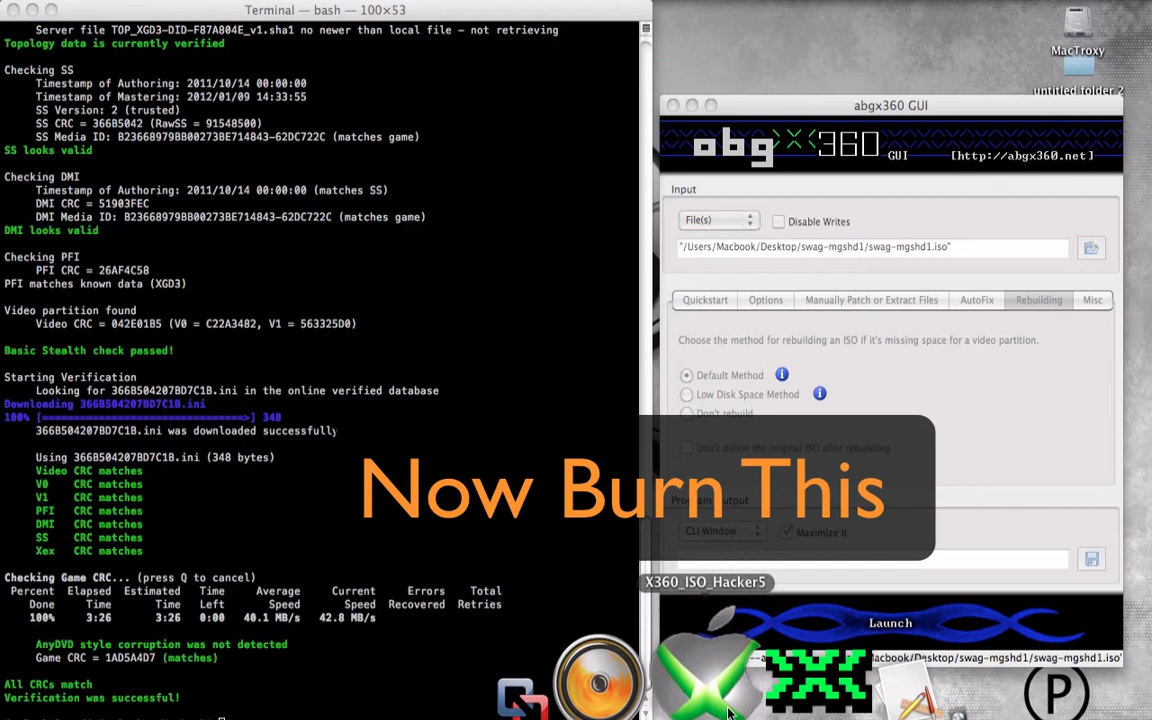 Terminal — bash — 100×53
Server file TOP_XGD3-DID-F87A804E_v1.sha1 no newer than local file - not retrieving
Topology data is currently verified
Checking SS
Timestamp of Authoring: 2011/10/14 00:00:00
Timestamp of Mastering: 2012/01/09 14:33:55
SS Version: 2 (trusted)
SS CRC = 366B5042 (RawSS = 91548500)
SS Media ID: B23668979BB00273BE714843-62DC722C (matches game)
SS looks valid
Checking DMI
Timestamp of Authoring: 2011/10/14 00:00:00 (matches SS)
DMI CRC = 51903FEC
DMI Media ID: B23668979BB00273BE714843-62DC722C (matches game)
DMI looks valid
Checking PFI
PFI CRC = 26AF4C58
PFI matches known data (XGD3)
Video partition found
Video CRC = 042E01B5 (V0 = C22A3482, V1 = 563325D0)
Basic Stealth check passed!
Starting Verification
Looking for 366B504207BD7C1B.ini in the online verified database
Downloading 366B504207BD7C1B.ini
100% [=======================================>] 348
366B504207BD7C1B.ini was downloaded successfully
Using 366B504207BD7C1B.ini (348 bytes)
Video CRC matches
V0 CRC matches
V1 CRC matches
PFI CRC matches
DMI CRC matches
SS CRC matches
Xex CRC matches
Checking Game CRC... (press Q to cancel)
Percent Elapsed Estimated Time Average Current Errors Total
Done Time Time Left Speed Speed Recovered Retries
100% 3:26 3:26 0:00 40.1 MB/s 42.8 MB/s
AnyDVD style corruption was not detected
Game CRC = 1AD5A4D7 (matches)
All CRCs match
Verification was successful!
MacTroxy
untitled folder 2
abgx360 GUI
abgx360 GUI [http://abgx360.net]
Input
File(s) Disable Writes
"/Users/Macbook/Desktop/swag-mgshd1/swag-mgshd1.iso"
Quickstart Options Manually Patch or Extract Files AutoFix Rebuilding Misc
Choose the method for rebuilding an ISO if it's missing space for a video partition.
Default Method
Low Disk Space Method
Don't rebuild
Don't delete the original ISO after rebuilding
Now Burn This
Program Output
CLI Window Maximize it
X360_ISO_Hacker5
Launch
Macbook/Desktop/swag-mgshd1/swag-mgshd1.iso"
P